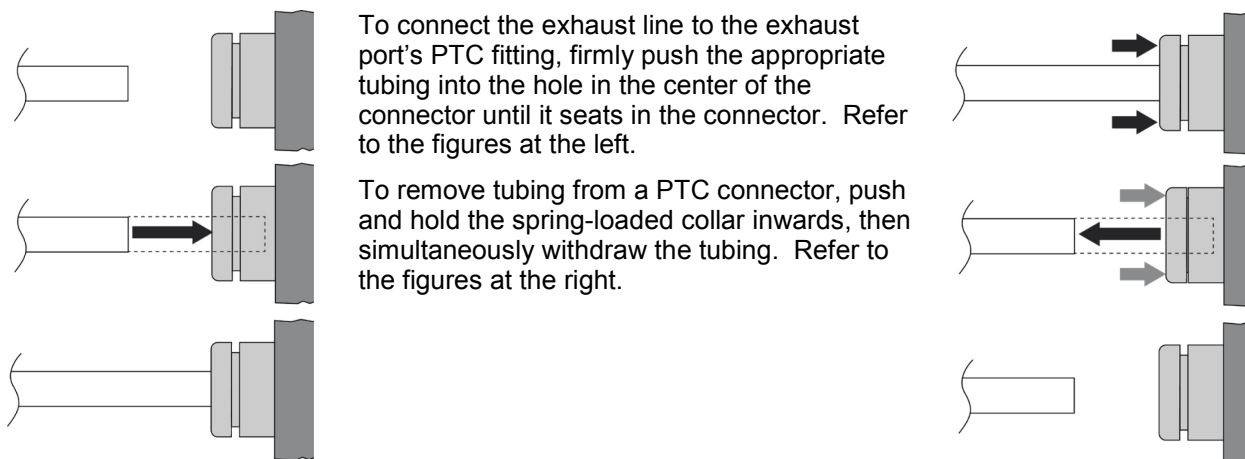 To connect the exhaust line to the exhaust
port's PTC fitting, firmly push the appropriate
tubing into the hole in the center of the
connector until it seats in the connector.  Refer
to the figures at the left.
To remove tubing from a PTC connector, push
and hold the spring-loaded collar inwards, then
simultaneously withdraw the tubing.  Refer to
the figures at the right.